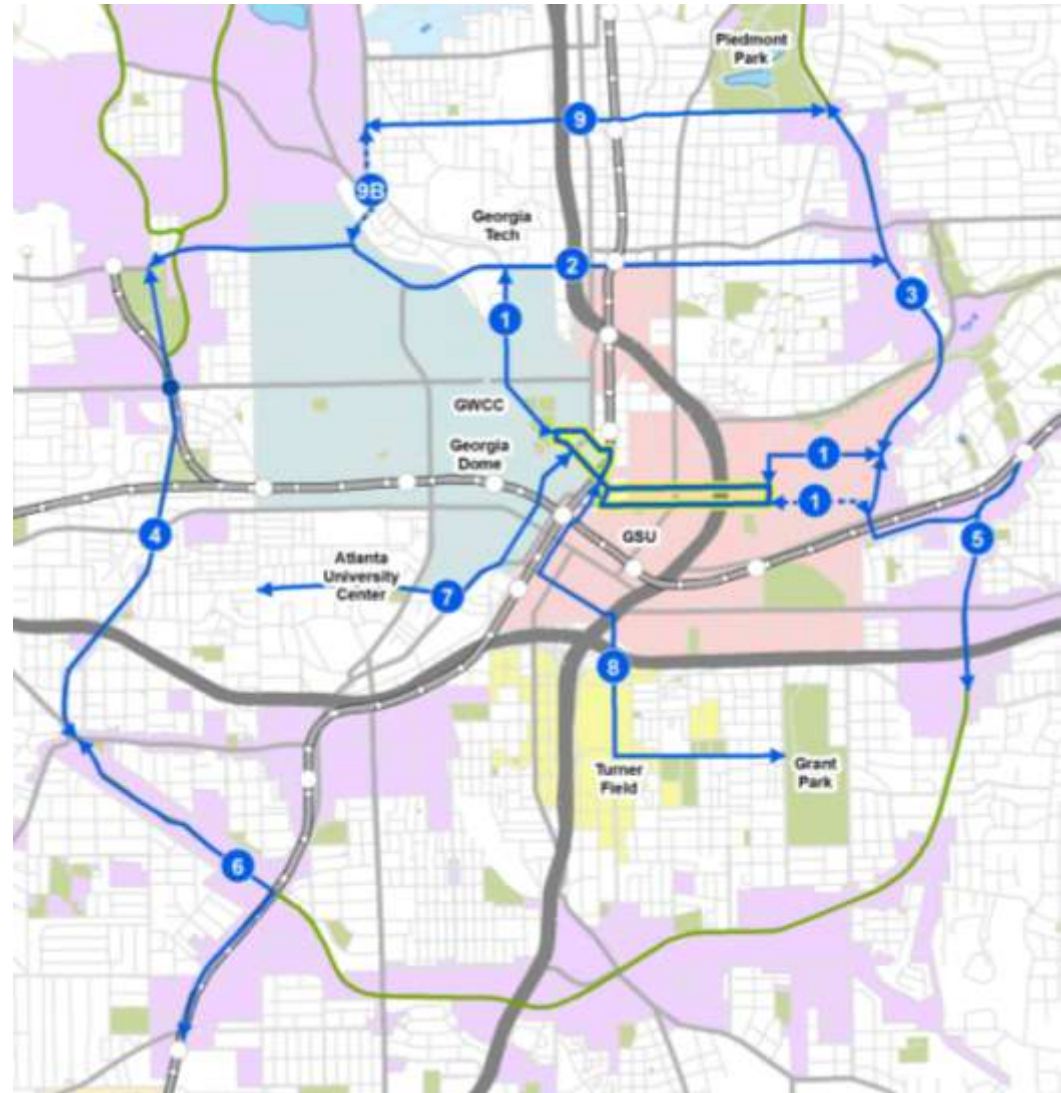 Piedmont
Park
9
9B
Georgia
Tech
2
3
1
GWCC
Georgia
Dome
1
1
GSU
4
5
Atlanta
University
Center
7
8
Turner
Field
Grant
Park
6